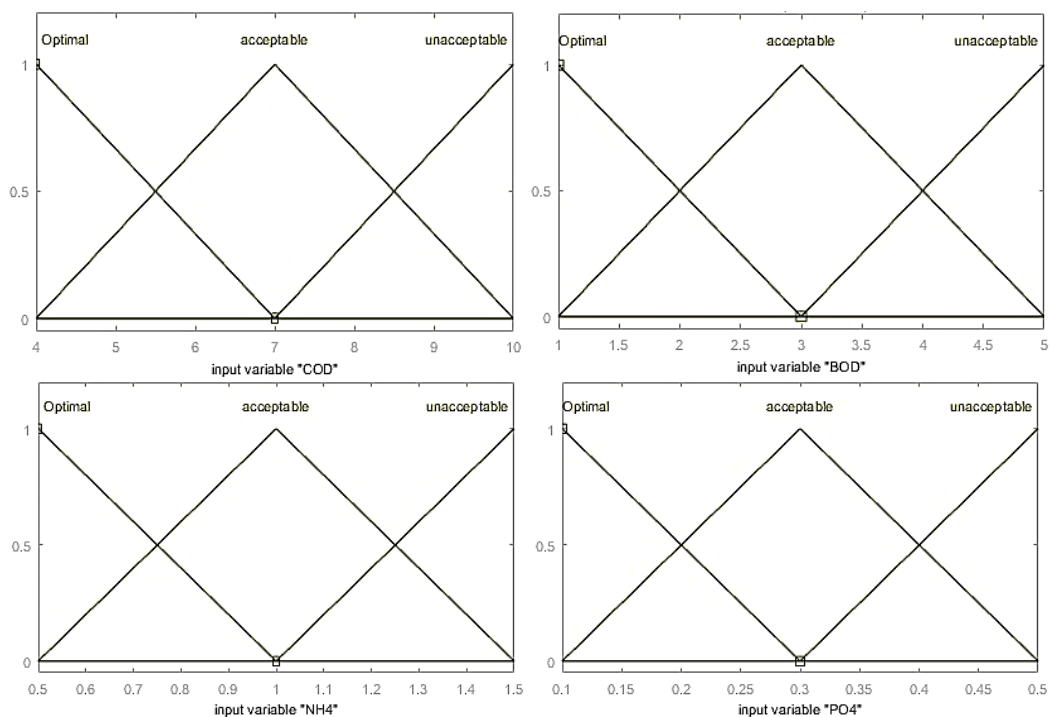 Optimal acceptable unacceptable
1
0.5
0
4 5 6 7 8 9 10
input variable "COD"
Optimal acceptable unacceptable
1
0.5
0
1 1.5 2 2.5 3 3.5 4 4.5 5
input variable "BOD"
Optimal acceptable unacceptable
1
0.5
0
0.5 0.6 0.7 0.8 0.9 1 1.1 1.2 1.3 1.4 1.5
input variable "NH4"
Optimal acceptable unacceptable
1
0.5
0
0.1 0.15 0.2 0.25 0.3 0.35 0.4 0.45 0.5
input variable "PO4"